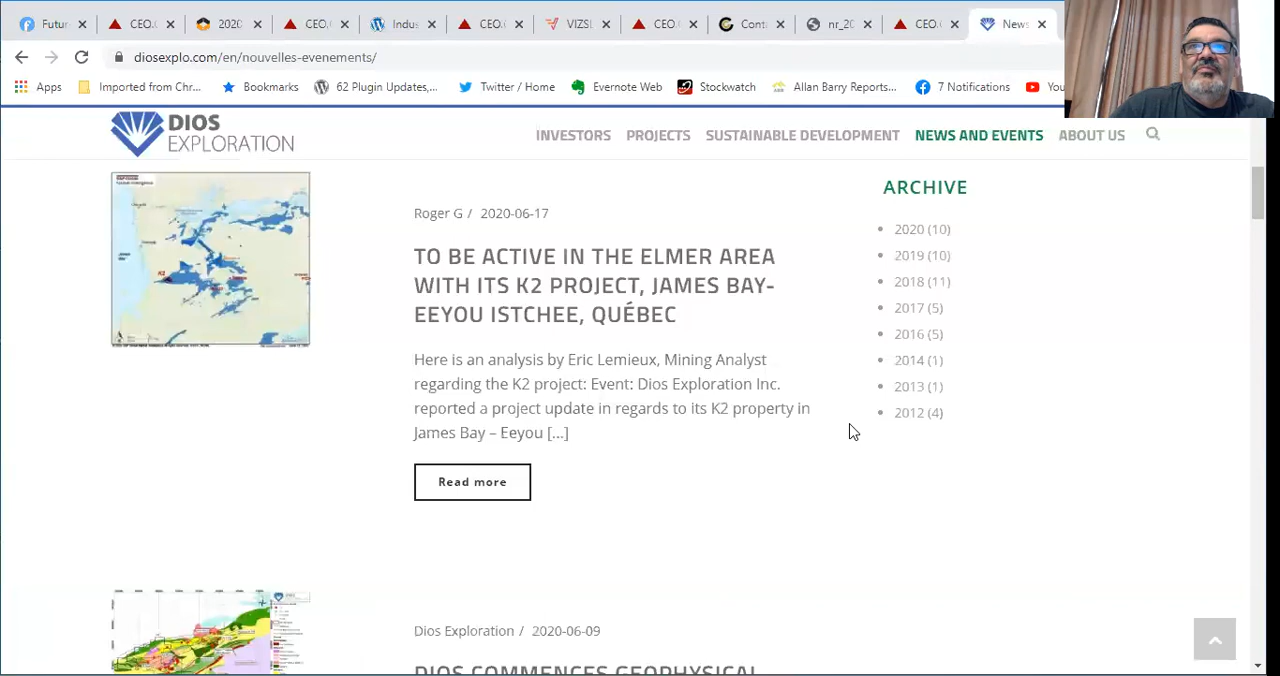 Futur
CEO.
2020
CEO.
Indus
CEO.
VIZSL
CEO.
Conta
nr_20
CEO.
News
diosexplo.com/en/nouvelles-evenements/
Apps
Imported from Chr...
Bookmarks
62 Plugin Updates,...
Twitter / Home
Evernote Web
Stockwatch
Allan Barry Reports...
7 Notifications
You
DIOS
EXPLORATION
INVESTORS PROJECTS SUSTAINABLE DEVELOPMENT NEWS AND EVENTS ABOUT US
K2
Roger G / 2020-06-17
TO BE ACTIVE IN THE ELMER AREA
WITH ITS K2 PROJECT, JAMES BAY-
EEYOU ISTCHEE, QUÉBEC
Here is an analysis by Eric Lemieux, Mining Analyst
regarding the K2 project: Event: Dios Exploration Inc.
reported a project update in regards to its K2 property in
James Bay – Eeyou [...]
Read more
ARCHIVE
2020 (10)
2019 (10)
2018 (11)
2017 (5)
2016 (5)
2014 (1)
2013 (1)
2012 (4)
Dios Exploration / 2020-06-09
DIOS COMMENCES GEOPHYSICAL